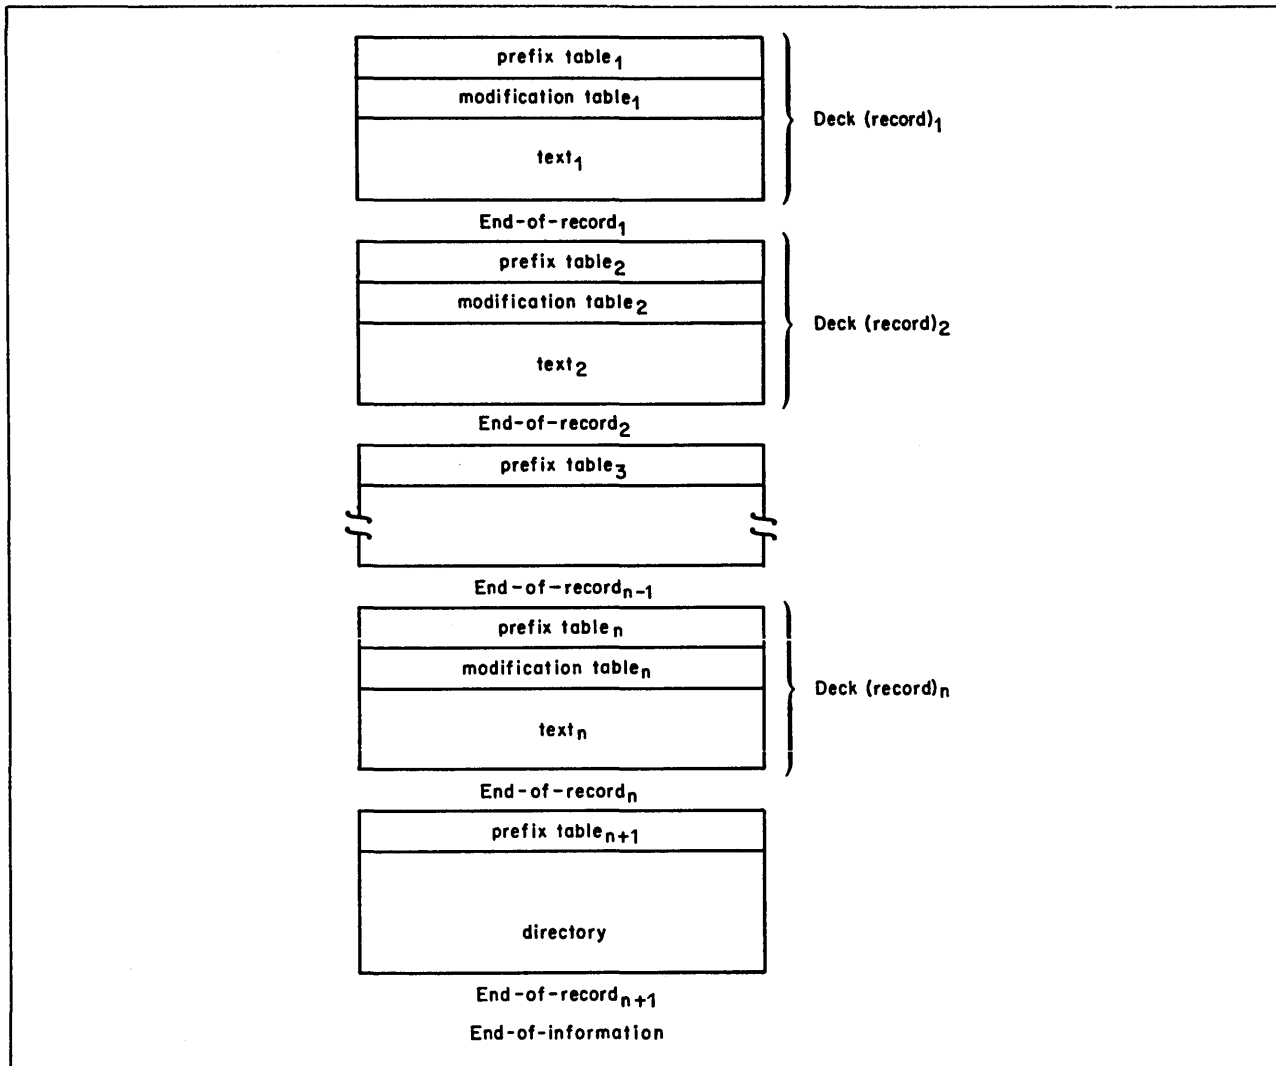 prefix table₁
modification table₁
Deck (record)₁
text₁
End-of-record₁
prefix table₂
modification table₂
Deck (record)₂
text₂
End-of-record₂
prefix table₃
End-of-recordₙ₋₁
prefix tableₙ
modification tableₙ
Deck (record)ₙ
textₙ
End-of-recordₙ
prefix tableₙ₊₁
directory
End-of-recordₙ₊₁
End-of-information